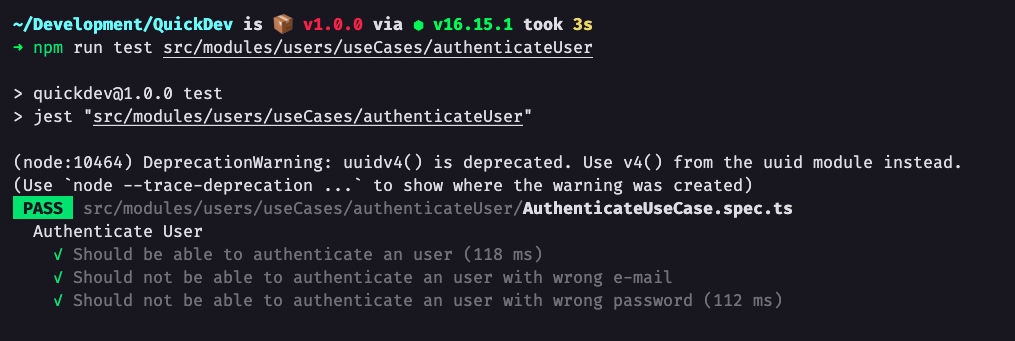 ~/Development/QuickDev is 📦 v1.0.0 via ⬢ v16.15.1 took 3s
➜ npm run test src/modules/users/useCases/authenticateUser
> quickdev@1.0.0 test
> jest "src/modules/users/useCases/authenticateUser"
(node:10464) DeprecationWarning: uuidv4() is deprecated. Use v4() from the uuid module instead.
(Use `node --trace-deprecation ...` to show where the warning was created)
PASS src/modules/users/useCases/authenticateUser/AuthenticateUseCase.spec.ts
Authenticate User
√ Should be able to authenticate an user (118 ms)
√ Should not be able to authenticate an user with wrong e-mail
√ Should not be able to authenticate an user with wrong password (112 ms)